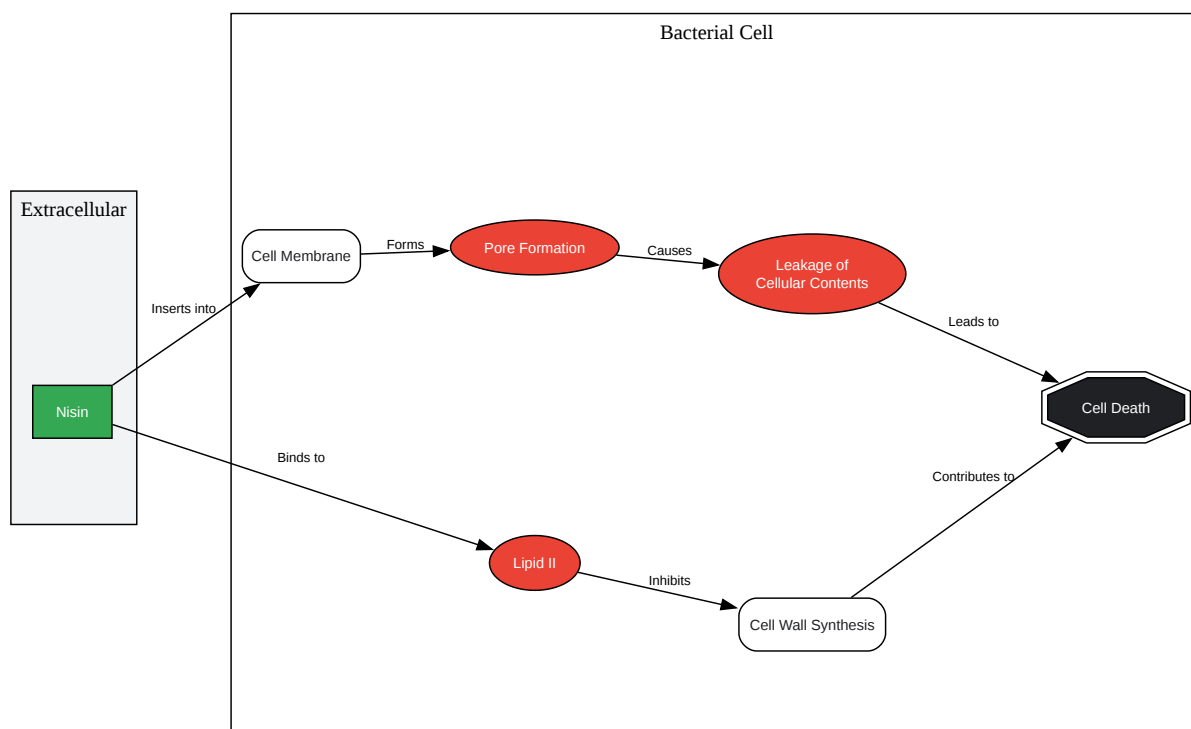 Bacterial Cell
Extracellular
Cell Membrane
Forms
Pore Formation
Causes
Leakage of
Cellular Contents
Inserts into
Leads to
Nisin
Cell Death
Binds to
Contributes to
Lipid II
Inhibits
Cell Wall Synthesis